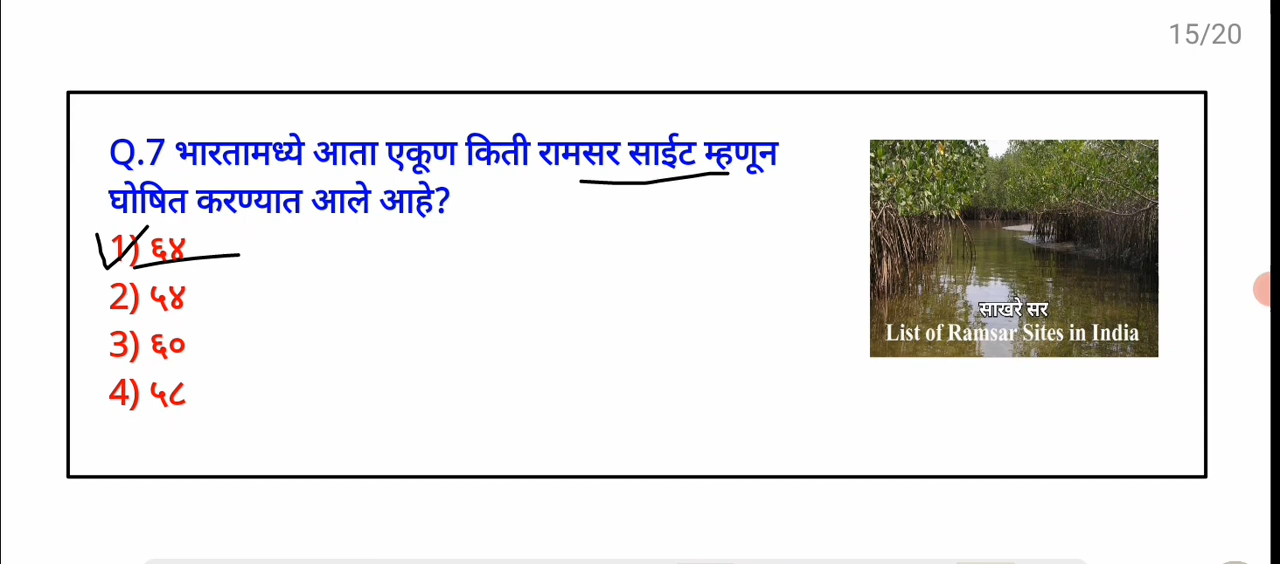 15/20
Q.7 भारतामध्ये आता एकूण किती रामसर साईट म्हणून
घोषित करण्यात आले आहे?
1) ६४
2) ५४
3) ६०
4) ५८
साखरे सर
List of Ramsar Sites in India